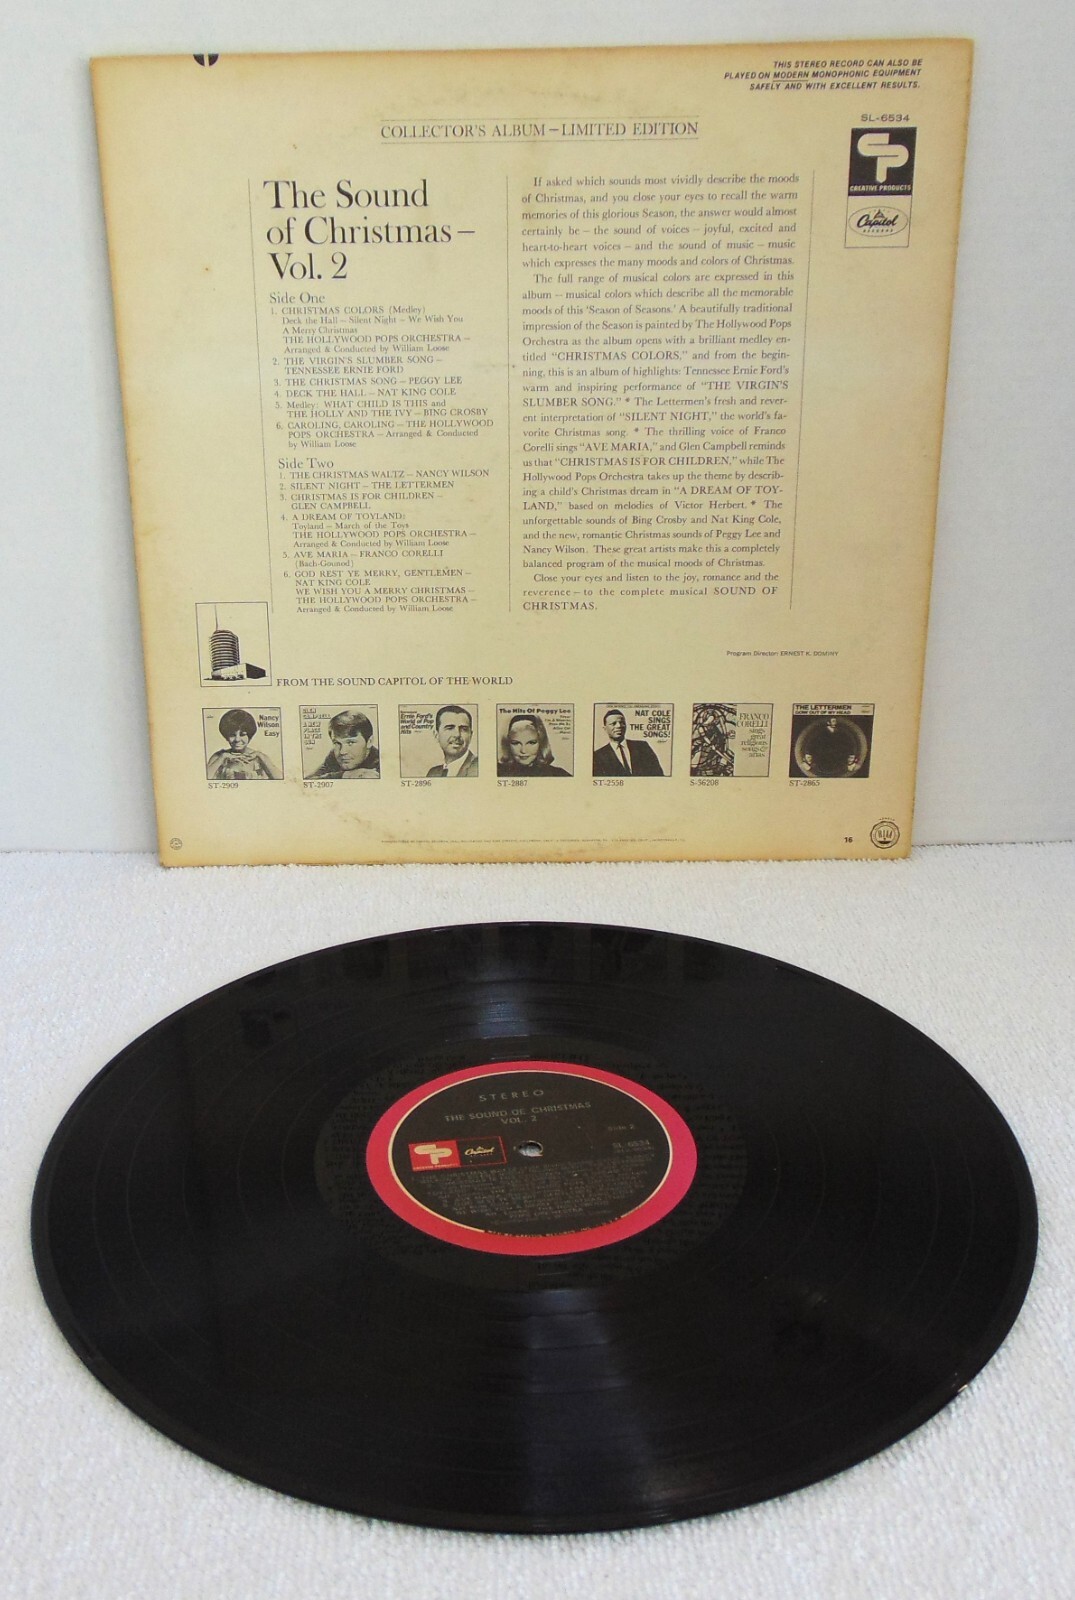 THIS STEREO RECORD CAN ALSO BE
PLAYED ON MODERN MONOPHONIC EQUIPMENT
SAFELY AND WITH EXCELLENT RESULTS.
COLLECTOR'S ALBUM – LIMITED EDITION
SL-6534
CP
CREATIVE PRODUCTS
Capitol
RECORDS
The Sound
of Christmas –
Vol. 2
Side One
1. CHRISTMAS COLORS (Medley)
Deck the Hall – Silent Night – We Wish You
A Merry Christmas
THE HOLLYWOOD POPS ORCHESTRA –
Arranged & Conducted by William Loose
2. THE VIRGIN'S SLUMBER SONG –
TENNESSEE ERNIE FORD
3. THE CHRISTMAS SONG – PEGGY LEE
4. DECK THE HALL – NAT KING COLE
5. Medley: WHAT CHILD IS THIS and
THE HOLLY AND THE IVY – BING CROSBY
6. CAROLING, CAROLING – THE HOLLYWOOD
POPS ORCHESTRA – Arranged & Conducted
by William Loose
Side Two
1. THE CHRISTMAS WALTZ – NANCY WILSON
2. SILENT NIGHT – THE LETTERMEN
3. CHRISTMAS IS FOR CHILDREN –
GLEN CAMPBELL
4. A DREAM OF TOYLAND:
Toyland – March of the Toys
THE HOLLYWOOD POPS ORCHESTRA –
Arranged & Conducted by William Loose
5. AVE MARIA – FRANCO CORELLI
(Bach-Gounod)
6. GOD REST YE MERRY, GENTLEMEN –
NAT KING COLE
WE WISH YOU A MERRY CHRISTMAS –
THE HOLLYWOOD POPS ORCHESTRA –
Arranged & Conducted by William Loose
If asked which sounds most vividly describe the moods
of Christmas, and you close your eyes to recall the warm
memories of this glorious Season, the answer would almost
certainly be – the sound of voices – joyful, excited and
heart-to-heart voices – and the sound of music – music
which expresses the many moods and colors of Christmas.
The full range of musical colors are expressed in this
album – musical colors which describe all the memorable
moods of this 'Season of Seasons.' A beautifully traditional
impression of the Season is painted by The Hollywood Pops
Orchestra as the album opens with a brilliant medley en-
titled "CHRISTMAS COLORS," and from the begin-
ning, this is an album of highlights: Tennessee Ernie Ford's
warm and inspiring performance of "THE VIRGIN'S
SLUMBER SONG." * The Lettermen's fresh and rever-
ent interpretation of "SILENT NIGHT," the world's fa-
vorite Christmas song. * The thrilling voice of Franco
Corelli sings "AVE MARIA," and Glen Campbell reminds
us that "CHRISTMAS IS FOR CHILDREN," while The
Hollywood Pops Orchestra takes up the theme by describ-
ing a child's Christmas dream in "A DREAM OF TOY-
LAND," based on melodies of Victor Herbert. * The
unforgettable sounds of Bing Crosby and Nat King Cole,
and the new, romantic Christmas sounds of Peggy Lee and
Nancy Wilson. These great artists make this a completely
balanced program of the musical moods of Christmas.
Close your eyes and listen to the joy, romance and the
reverence – to the complete musical SOUND OF
CHRISTMAS.
Program Director: ERNEST K. DOMINY
FROM THE SOUND CAPITOL OF THE WORLD
Nancy
Wilson
Easy
GLEN
CAMPBELL
A NEW
PLACE
IN THE
SUN
Ernie Ford's
World of Pop
and Country
Hits
The Hits Of Peggy Lee
NAT COLE
SINGS
THE GREAT
SONGS!
FRANCO
CORELLI
sings
great
religious
songs &
arias
THE LETTERMEN
GOIN' OUT OF MY HEAD
ST-2909
ST-2907
ST-2896
ST-2887
ST-2558
S-36208
ST-2865
16
RIAA
STEREO
THE SOUND OF CHRISTMAS
VOL. 2
Side 2
SL-6534
CP
Capitol